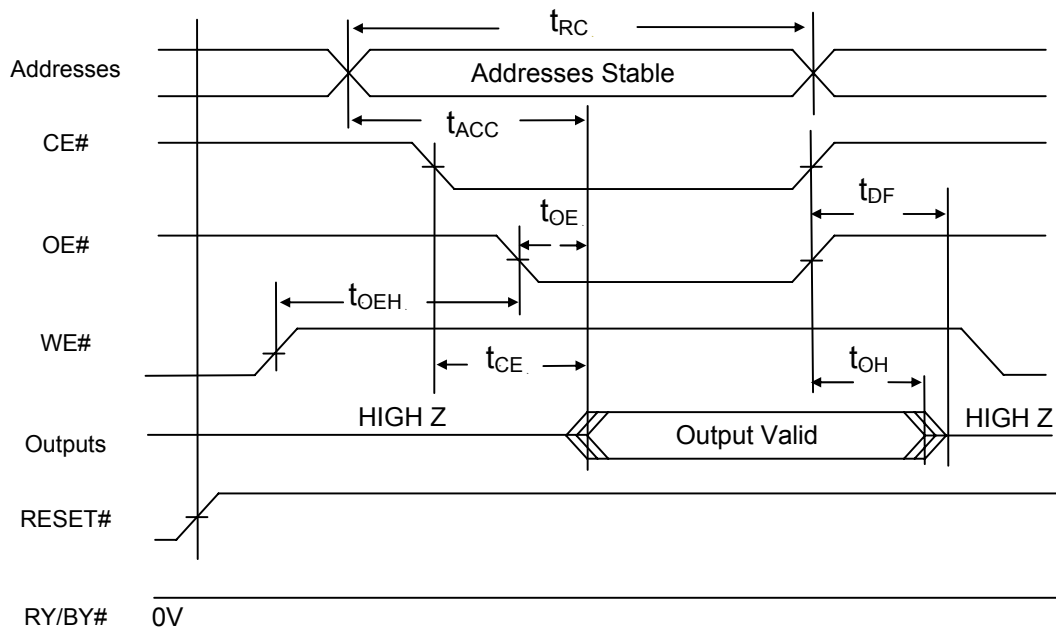 tRC
Addresses
Addresses Stable
tACC
CE#
tDF
tOE
OE#
tOEH
WE#
tCE
tOH
HIGH Z
HIGH Z
Output Valid
Outputs
RESET#
RY/BY#
0V